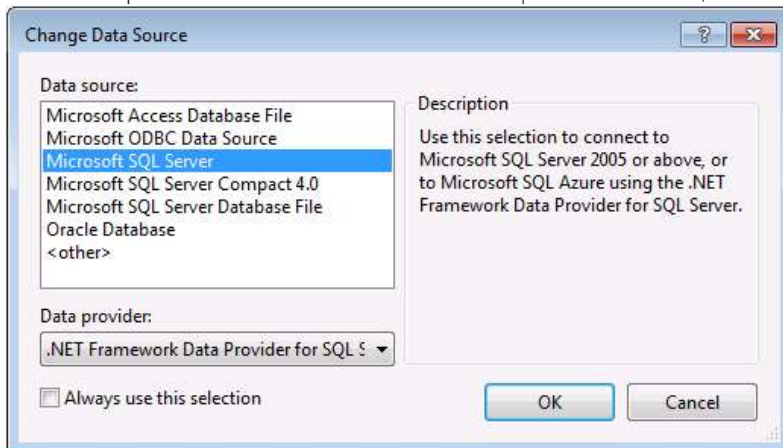 Change Data Source
Data source:
Microsoft Access Database File
Microsoft ODBC Data Source
Microsoft SQL Server
Microsoft SQL Server Compact 4.0
Microsoft SQL Server Database File
Oracle Database
<other>
Data provider:
.NET Framework Data Provider for SQL S
Always use this selection
Description
Use this selection to connect to
Microsoft SQL Server 2005 or above, or
to Microsoft SQL Azure using the .NET
Framework Data Provider for SQL Server.
OK
Cancel